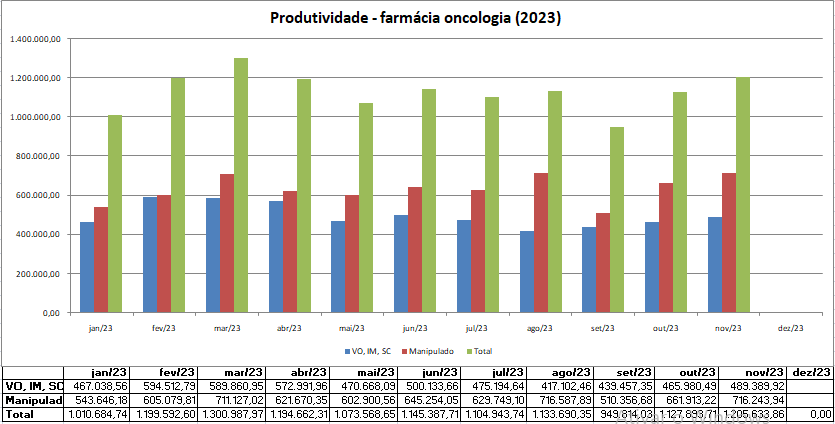 Produtividade - farmácia oncologia (2023)
1.400.000,00
1.200.000,00
1.000.000,00
800.000,00
600.000,00
400.000,00
200.000,00
0,00
jan/23 fev/23 mar/23 abr/23 mai/23 jun/23 jul/23 ago/23 set/23 out/23 nov/23 dez/23
VO, IM, SC Manipulado Total
jan/23 fev/23 mar/23 abr/23 mai/23 jun/23 jul/23 ago/23 set/23 out/23 nov/23 dez/23
VO, IM, SC 467.038,56 594.512,79 589.860,95 572.991,96 470.668,09 500.133,66 475.194,64 417.102,46 439.457,35 465.980,49 489.389,92
Manipulad 543.646,18 605.079,81 711.127,02 621.670,35 602.900,56 645.254,05 629.749,10 716.587,89 510.356,68 661.913,22 716.243,94
Total 1.010.684,74 1.199.592,60 1.300.987,97 1.194.662,31 1.073.568,65 1.145.387,71 1.104.943,74 1.133.690,35 949.814,03 1.127.893,71 1.205.633,86 0,00